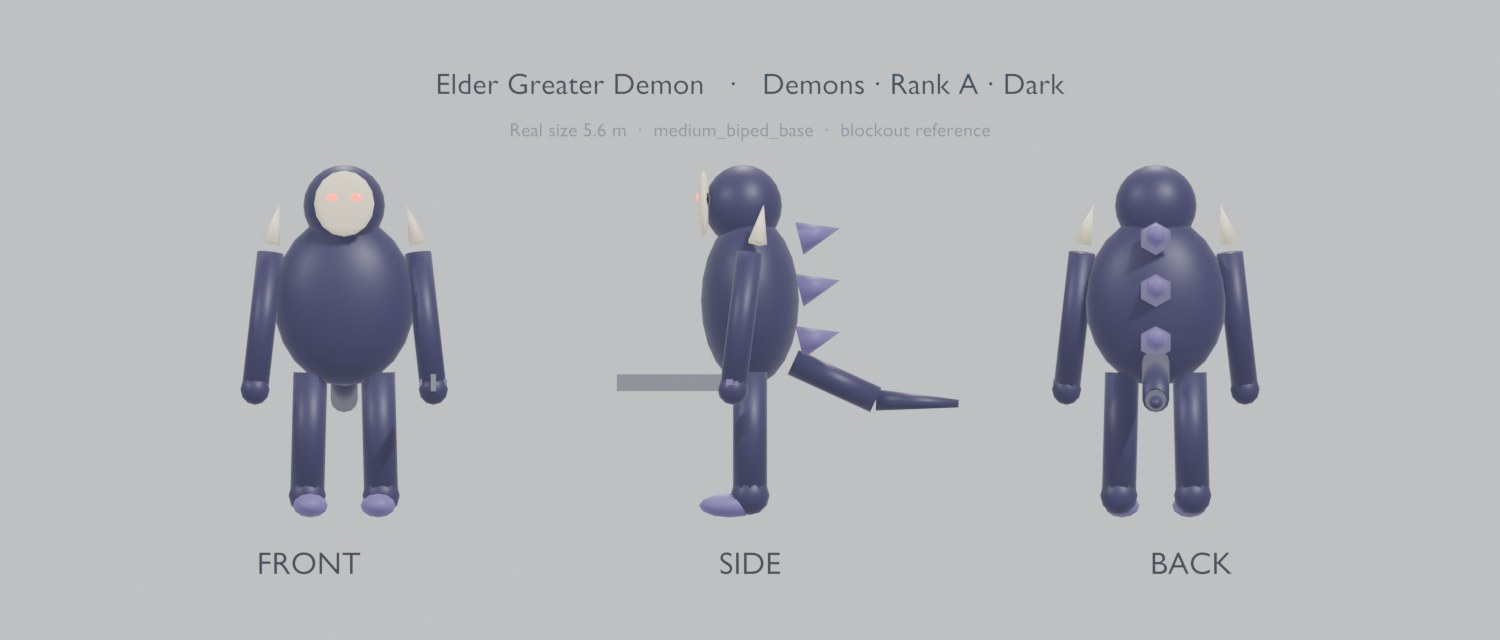 Elder Greater Demon · Demons · Rank A · Dark
Real size 5.6 m · medium_biped_base · blockout reference
FRONT SIDE BACK